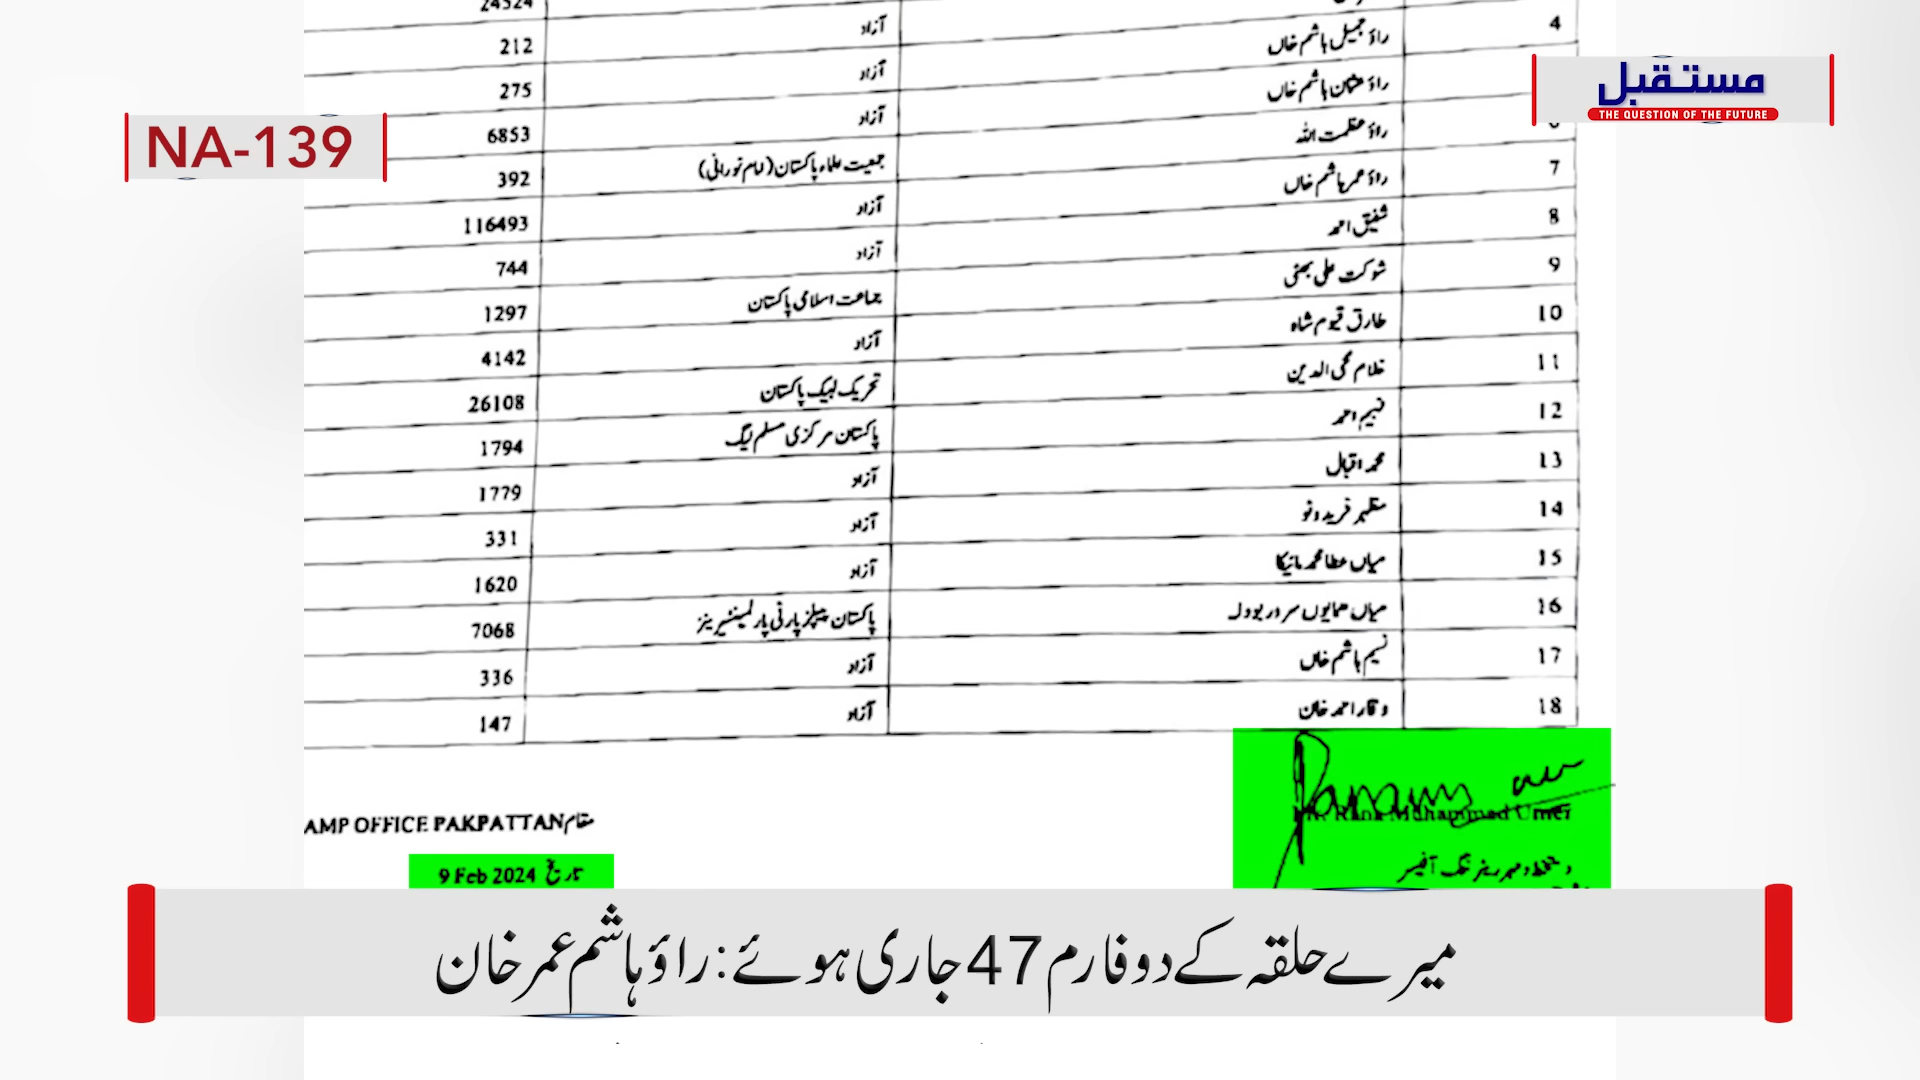 24524
4 راؤ جمیل ہاشم خاں آزاد 212
راؤ عثمان ہاشم خاں آزاد 275
راؤ عظمت اللہ آزاد 6853
7 راؤ عمر ہاشم خاں جمعیت علماء پاکستان (امام نورانی) 392
8 شفیق احمد آزاد 116493
9 شوکت علی بھٹی آزاد 744
10 طارق قیوم شاہ جماعت اسلامی پاکستان 1297
11 غلام محی الدین آزاد 4142
12 نسیم احمد تحریک لبیک پاکستان 26108
13 محمد اقبال پاکستان مرکزی مسلم لیگ 1794
14 مظہر فرید وٹو آزاد 1779
15 میاں عطا محمد مانیکا آزاد 331
16 میاں ہمایوں سرور بودلہ آزاد 1620
17 نسیم ہاشم خاں پاکستان پیپلز پارٹی پارلیمنٹیرینز 7068
18 وقار احمد خان آزاد 336
آزاد 147
NA-139
مستقبل
THE QUESTION OF THE FUTURE
Muhammad Umer
دستخط و مہر ریٹرننگ آفیسر
AMP OFFICE PAKPATTAN مقام
تاریخ 9 Feb 2024
میرے حلقہ کے دو فارم 47 جاری ہوئے: راؤ ہاشم عمر خان